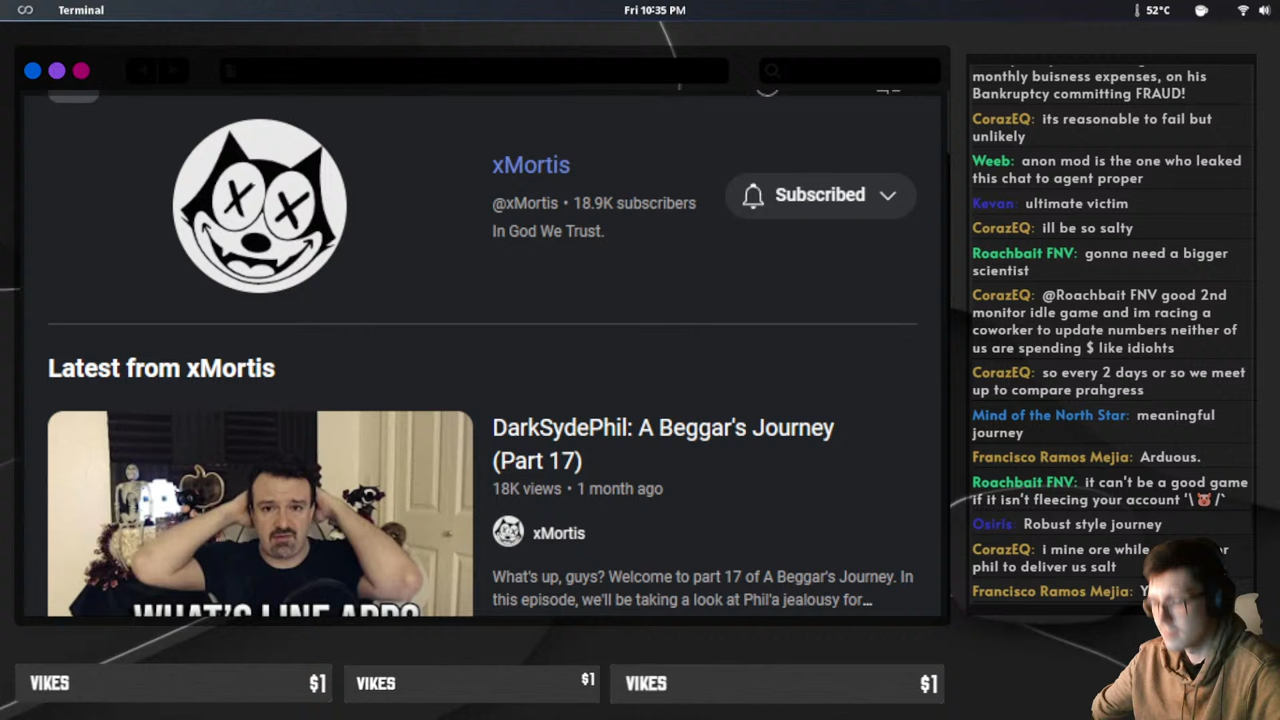 Terminal
Fri 10:35 PM
52°C
xMortis
@xMortis • 18.9K subscribers
In God We Trust.
Subscribed
Latest from xMortis
DarkSydePhil: A Beggar's Journey
(Part 17)
18K views • 1 month ago
xMortis
What's up, guys? Welcome to part 17 of A Beggar's Journey. In
this episode, we'll be taking a look at Phil'a jealousy for...
monthly buisness expenses, on his
Bankruptcy committing FRAUD!
CorazEQ: its reasonable to fail but
unlikely
Weeb: anon mod is the one who leaked
this chat to agent proper
Køvan: ultimate victim
CorazEQ: ill be so salty
Roachbait FNV: gonna need a bigger
scientist
CorazEQ: @Roachbait FNV good 2nd
monitor idle game and im racing a
coworker to update numbers neither of
us are spending $ like idiohts
CorazEQ: so every 2 days or so we meet
up to compare prahgress
Mind of the North Star: meaningful
journey
Francisco Ramos Mejia: Arduous.
Roachbait FNV: it can't be a good game
if it isn't fleecing your account '\🐷/`
Osiris: Robust style journey
CorazEQ: i mine ore while
phil to deliver us salt
Francisco Ramos Mejia:
VIKES $1
VIKES $1
VIKES $1